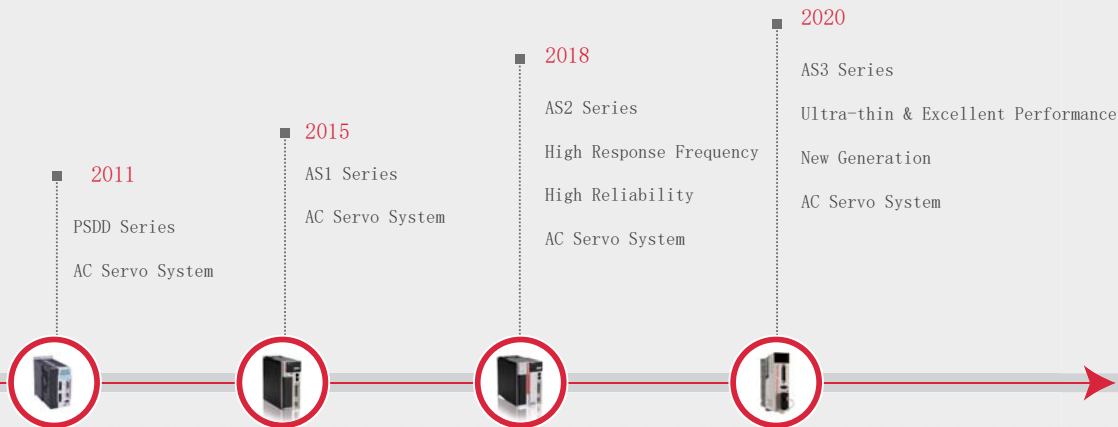 2011
PSDD Series
AC Servo System
2015
AS1 Series
AC Servo System
2018
AS2 Series
High Response Frequency
High Reliability
AC Servo System
2020
AS3 Series
Ultra-thin & Excellent Performance
New Generation
AC Servo System